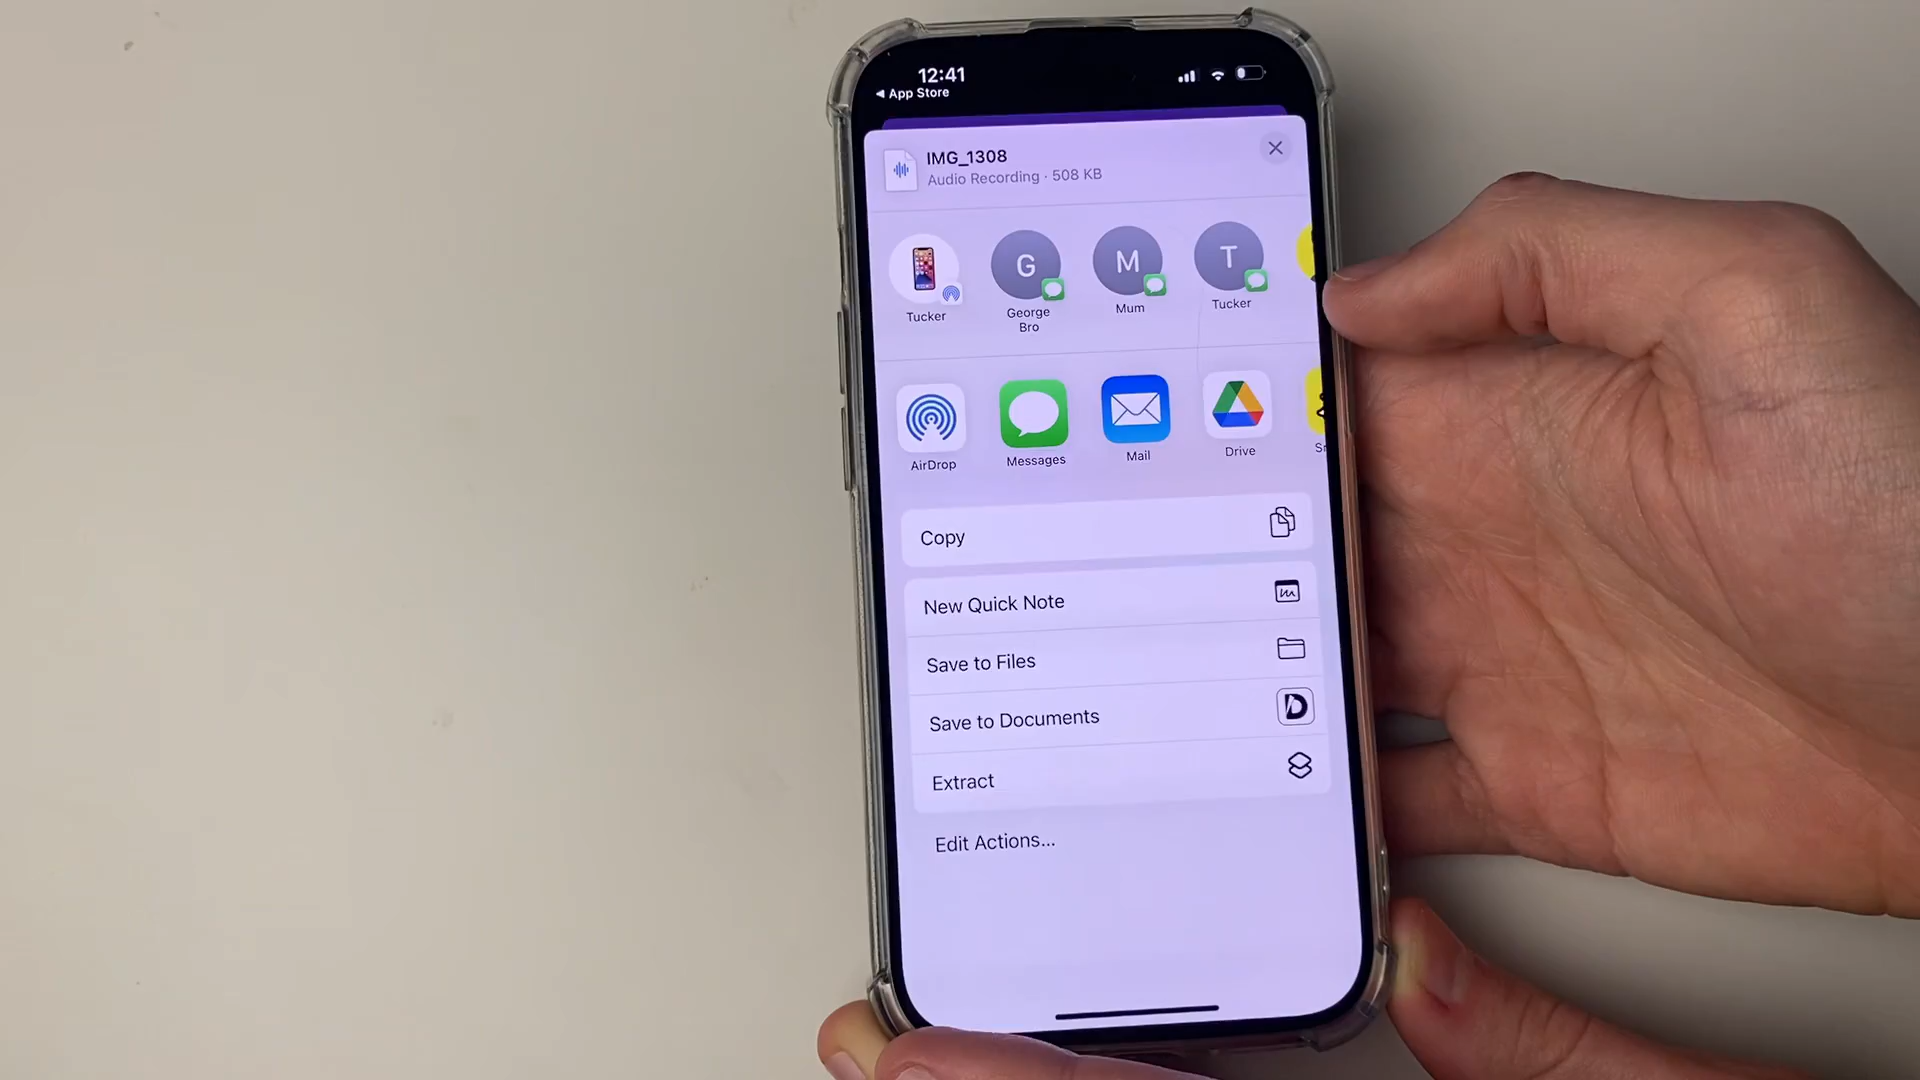 12:41
App Store
IMG_1308
Audio Recording · 508 KB
Tucker
G
George
Bro
M
Mum
T
Tucker
AirDrop
Messages
Mail
Drive
Copy
New Quick Note
Save to Files
Save to Documents
Extract
Edit Actions...